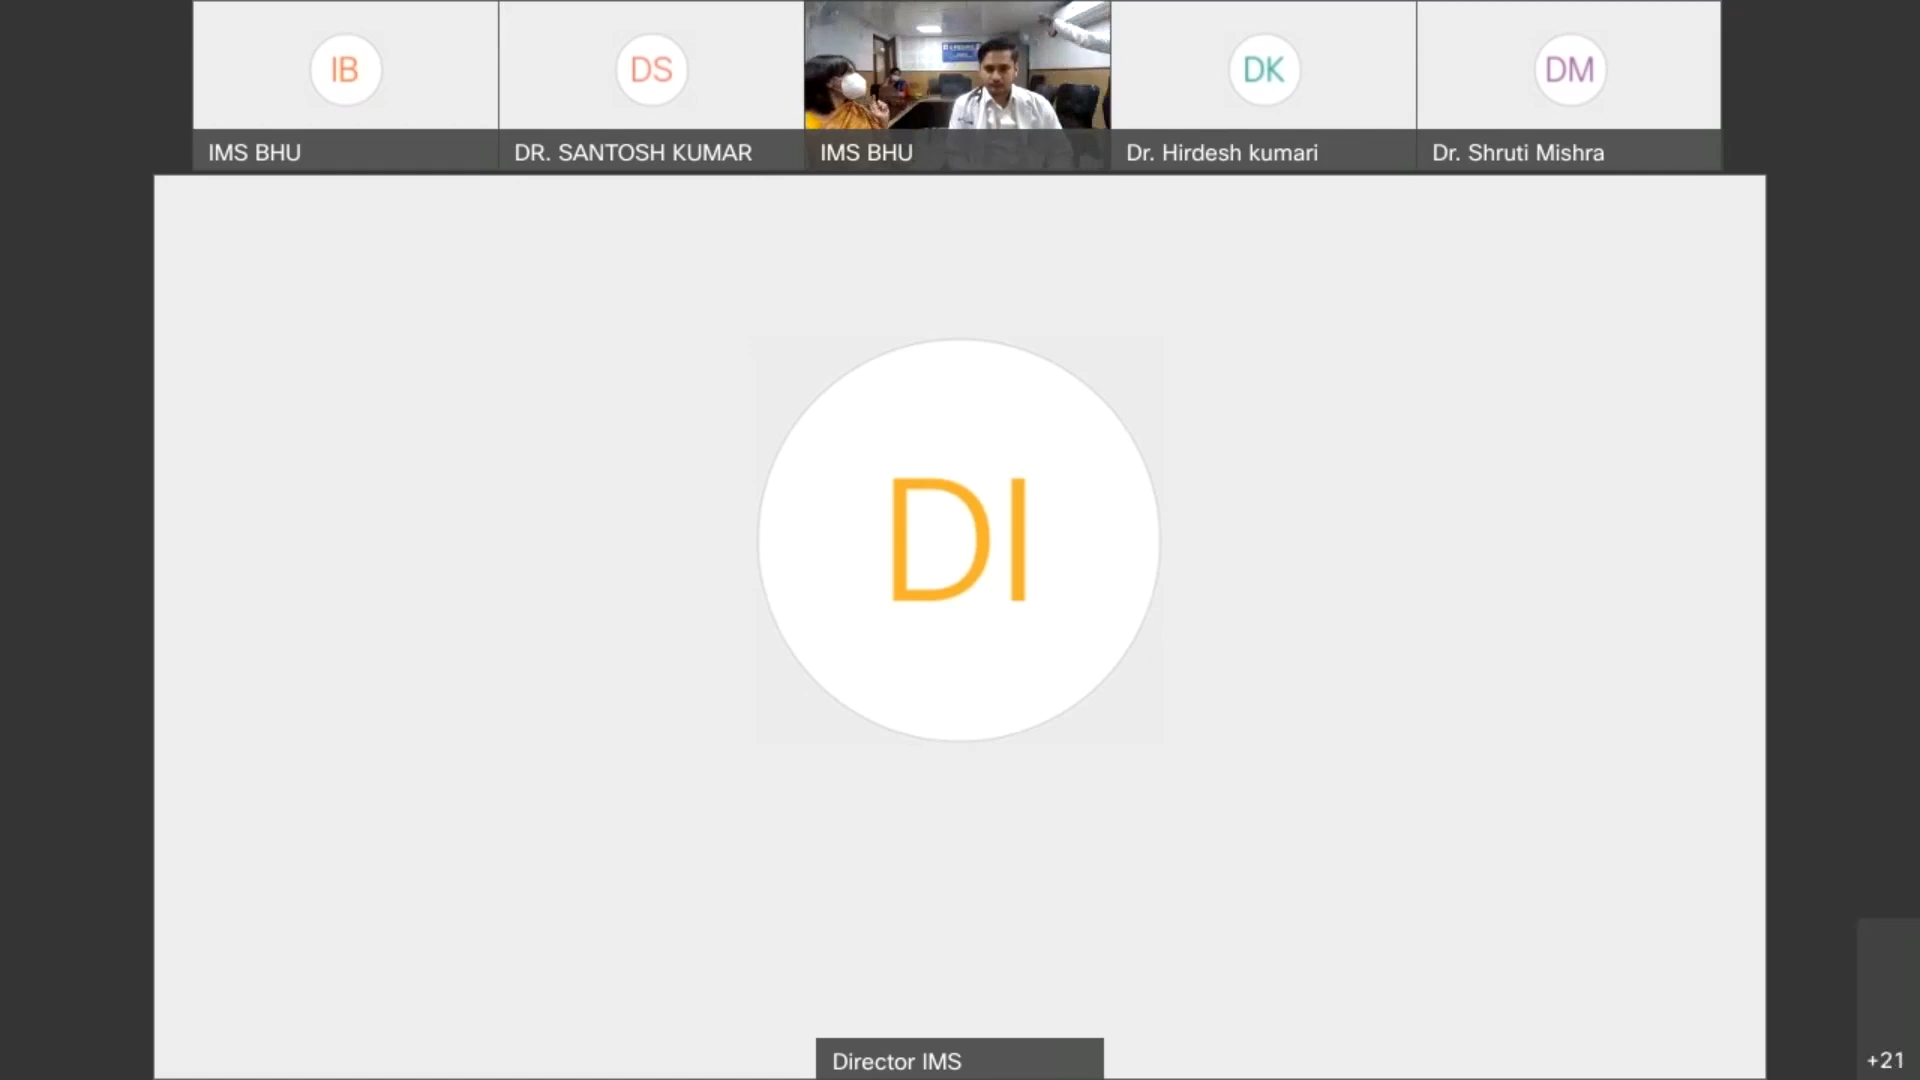 IB
DS
DK
DM
IMS BHU
DR. SANTOSH KUMAR
IMS BHU
Dr. Hirdesh kumari
Dr. Shruti Mishra
DI
Director IMS
+21